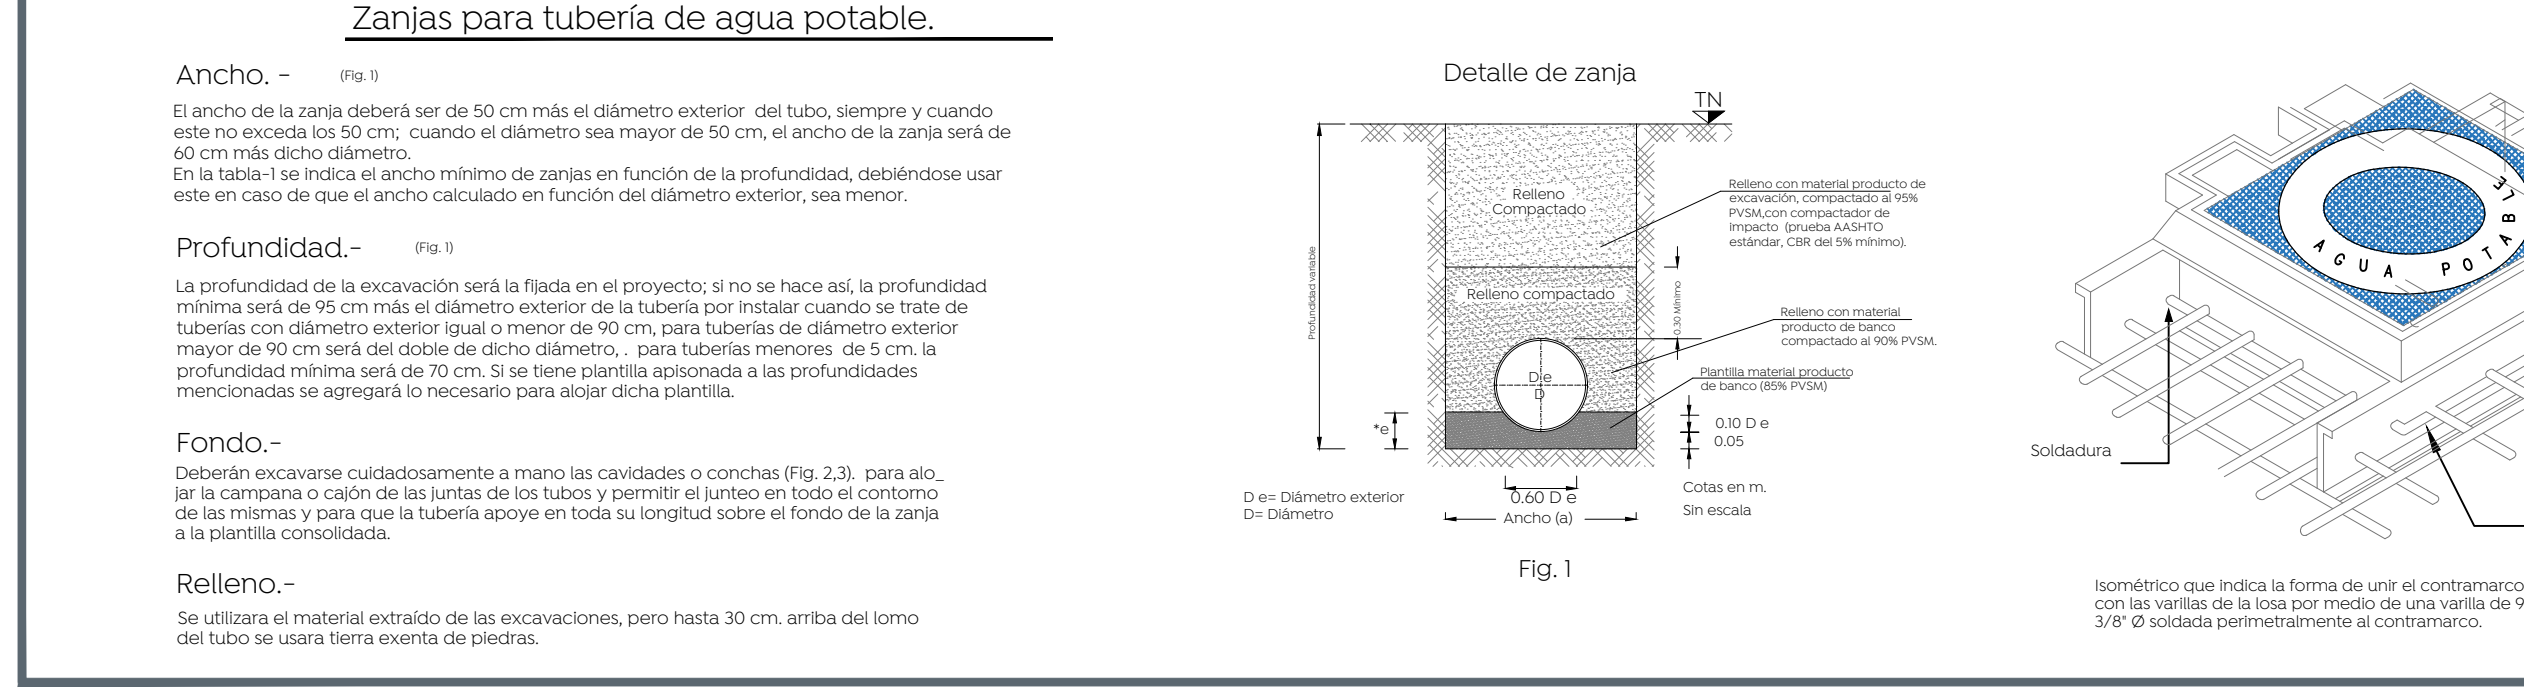 Zanjas para tubería de agua potable.
Ancho. -
(Fig. 1)
El ancho de la zanja deberá ser de 50 cm más el diámetro exterior del tubo, siempre y cuando
este no exceda los 50 cm; cuando el diámetro sea mayor de 50 cm, el ancho de la zanja será de
60 cm más dicho diámetro.
En la tabla-1 se indica el ancho mínimo de zanjas en función de la profundidad, debiéndose usar
este en caso de que el ancho calculado en función del diámetro exterior, sea menor.
Profundidad.-
(Fig. 1)
La profundidad de la excavación será la fijada en el proyecto; si no se hace así, la profundidad
mínima será de 95 cm más el diámetro exterior de la tubería por instalar cuando se trate de
tuberías con diámetro exterior igual o menor de 90 cm, para tuberías de diámetro exterior
mayor de 90 cm será del doble de dicho diámetro, . para tuberías menores de 5 cm. la
profundidad mínima será de 70 cm. Si se tiene plantilla apisonada a las profundidades
mencionadas se agregará lo necesario para alojar dicha plantilla.
Fondo.-
Deberán excavarse cuidadosamente a mano las cavidades o conchas (Fig. 2,3). para alo_
jar la campana o cajón de las juntas de los tubos y permitir el junteo en todo el contorno
de las mismas y para que la tubería apoye en toda su longitud sobre el fondo de la zanja
a la plantilla consolidada.
Relleno.-
Se utilizara el material extraído de las excavaciones, pero hasta 30 cm. arriba del lomo
del tubo se usara tierra exenta de piedras.
Detalle de zanja
TN
Relleno
Compactado
Relleno con material producto de
excavación, compactado al 95%
PVSM,con compactador de
impacto (prueba AASHTO
estándar, CBR del 5% mínimo).
Profundidad variable
Relleno compactado
0.30 Mínimo
Relleno con material
producto de banco
compactado al 90% PVSM.
Plantilla material producto
de banco (85% PVSM)
D e
D
*e
0.10 D e
0.05
D e= Diámetro exterior
D= Diámetro
0.60 D e
Ancho (a)
Cotas en m.
Sin escala
Fig. 1
AGUA POTABLE
Soldadura
Isométrico que indica la forma de unir el contramarco
con las varillas de la losa por medio de una varilla de 9
3/8" Ø soldada perimetralmente al contramarco.